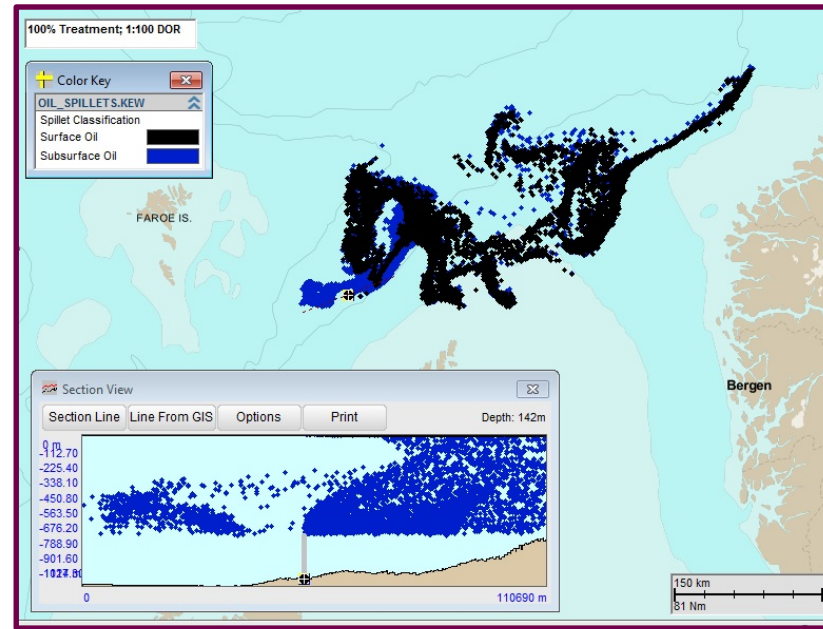 100% Treatment; 1:100 DOR
Color Key
OIL_SPILLETS.KEW
Spillet Classification
Surface Oil
Subsurface Oil
FAROE IS.
Bergen
Section View
Section Line Line From GIS Options Print Depth: 142m
0 m
-112.70
-225.40
-338.10
-450.80
-563.50
-676.20
-788.90
-901.60
0 110690 m
150 km
81 Nm